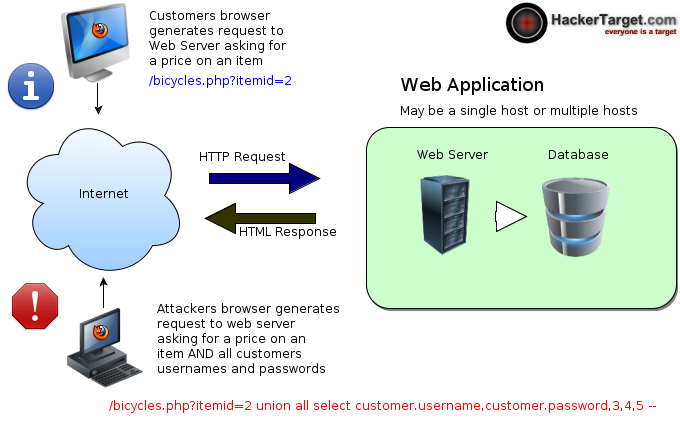 Customers browser
generates request to
Web Server asking for
a price on an item
/bicycles.php?itemid=2
HackerTarget.com
everyone is a target
Web Application
May be a single host or multiple hosts
Web Server
Database
HTTP Request
Internet
HTML Response
Attackers browser generates
request to web server
asking for a price on an
item AND all customers
usernames and passwords
/bicycles.php?itemid=2 union all select customer.username,customer.password,3,4,5 --